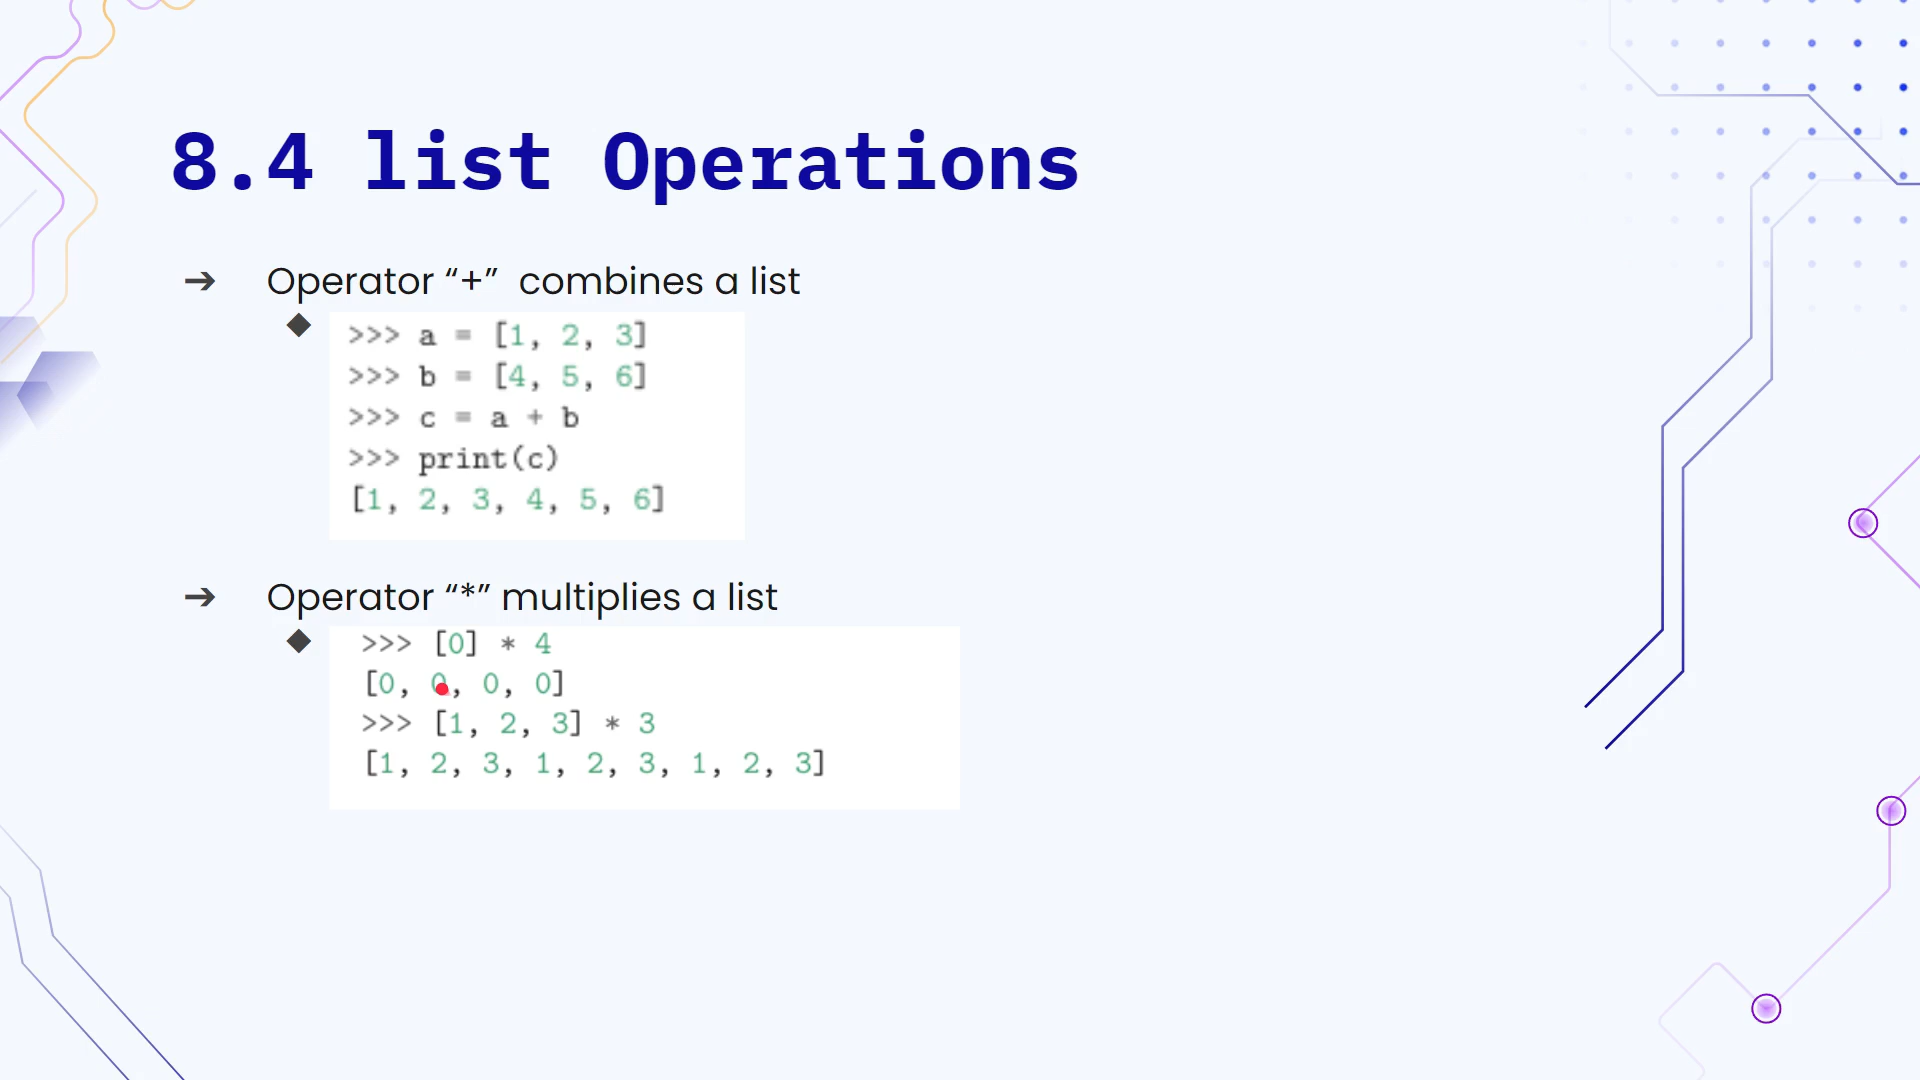 8.4 list Operations
➔ Operator “+”  combines a list
◆ >>> a = [1, 2, 3]
>>> b = [4, 5, 6]
>>> c = a + b
>>> print(c)
[1, 2, 3, 4, 5, 6]
➔ Operator “*” multiplies a list
◆ >>> [0] * 4
[0, 0, 0, 0]
>>> [1, 2, 3] * 3
[1, 2, 3, 1, 2, 3, 1, 2, 3]